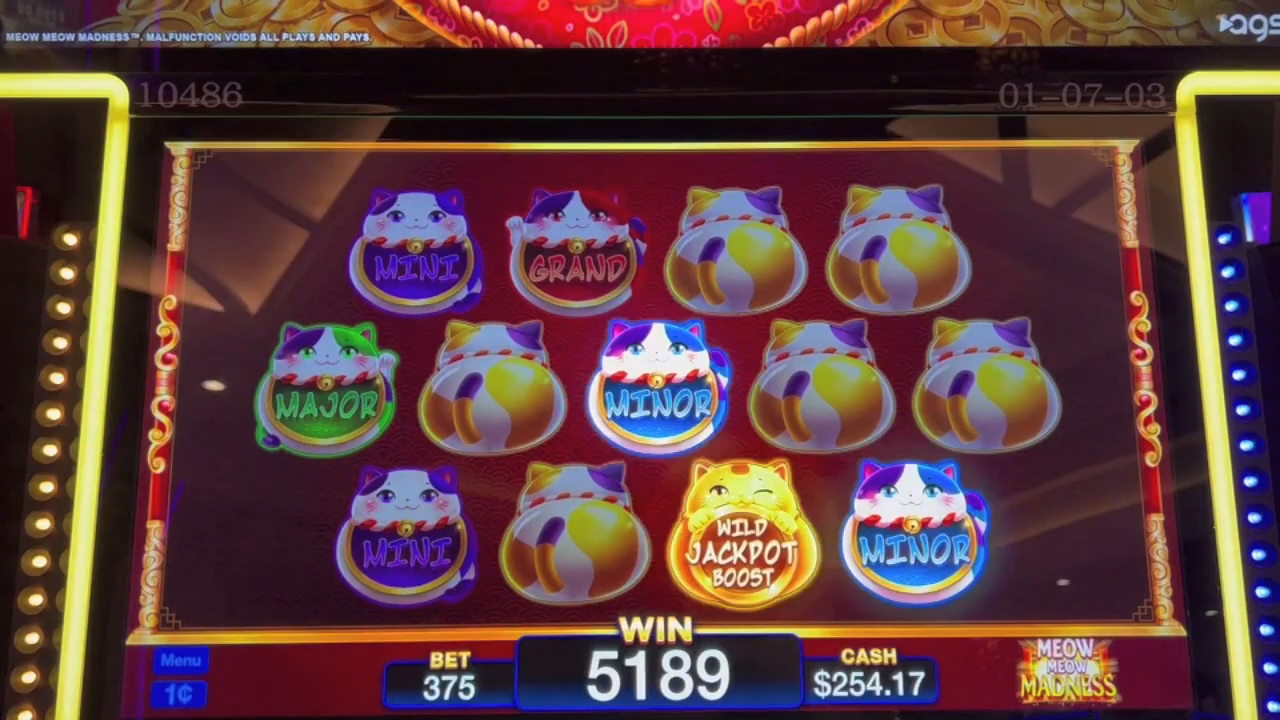 MEOW MEOW MADNESS™. MALFUNCTION VOIDS ALL PLAYS AND PAYS.
ags
10486
01-07-03
MINI
GRAND
MAJOR
MINOR
MINI
WILD
JACKPOT
BOOST
MINOR
WIN
5189
BET
375
CASH
$254.17
Menu
1¢
MEOW
MEOW
MADNESS